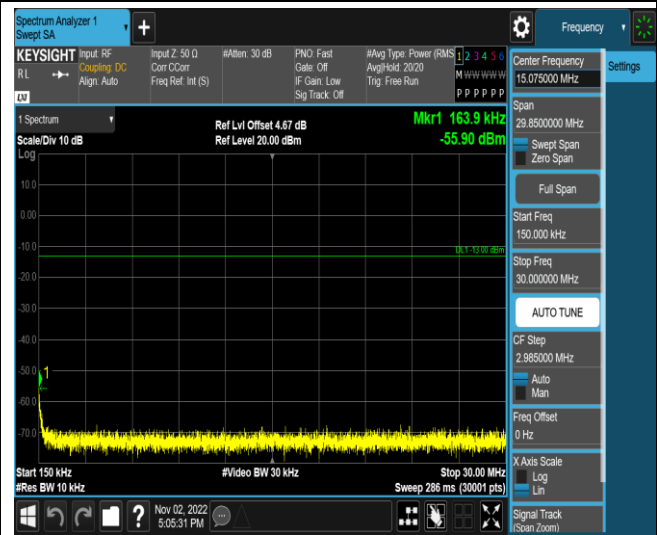 Spectrum Analyzer 1
Swept SA
Frequency
KEYSIGHT
RL
LXI
Input: RF
Coupling: DC
Align: Auto
Input Z: 50 Ω
Corr CCorr
Freq Ref: Int (S)
#Atten: 30 dB
PNO: Fast
Gate: Off
IF Gain: Low
Sig Track: Off
#Avg Type: Power (RMS
Avg|Hold: 20/20
Trig: Free Run
1 2 3 4 5 6
M W W W W W
P P P P P P
Center Frequency
15.075000 MHz
Settings
Span
29.8500000 MHz
Swept Span
Zero Span
Full Span
Start Freq
150.000 kHz
Stop Freq
30.000000 MHz
AUTO TUNE
CF Step
2.985000 MHz
Auto
Man
Freq Offset
0 Hz
X Axis Scale
Log
Lin
Signal Track
(Span Zoom)
1 Spectrum
Scale/Div 10 dB
Ref Lvl Offset 4.67 dB
Ref Level 20.00 dBm
Mkr1 163.9 kHz
-55.90 dBm
Log
10.0
0.00
-10.0
DL1 -13.00 dBm
-20.0
-30.0
-40.0
-50.0
1
-60.0
-70.0
Start 150 kHz
#Video BW 30 kHz
Stop 30.00 MHz
#Res BW 10 kHz
Sweep 286 ms (30001 pts)
?
Nov 02, 2022
5:05:31 PM